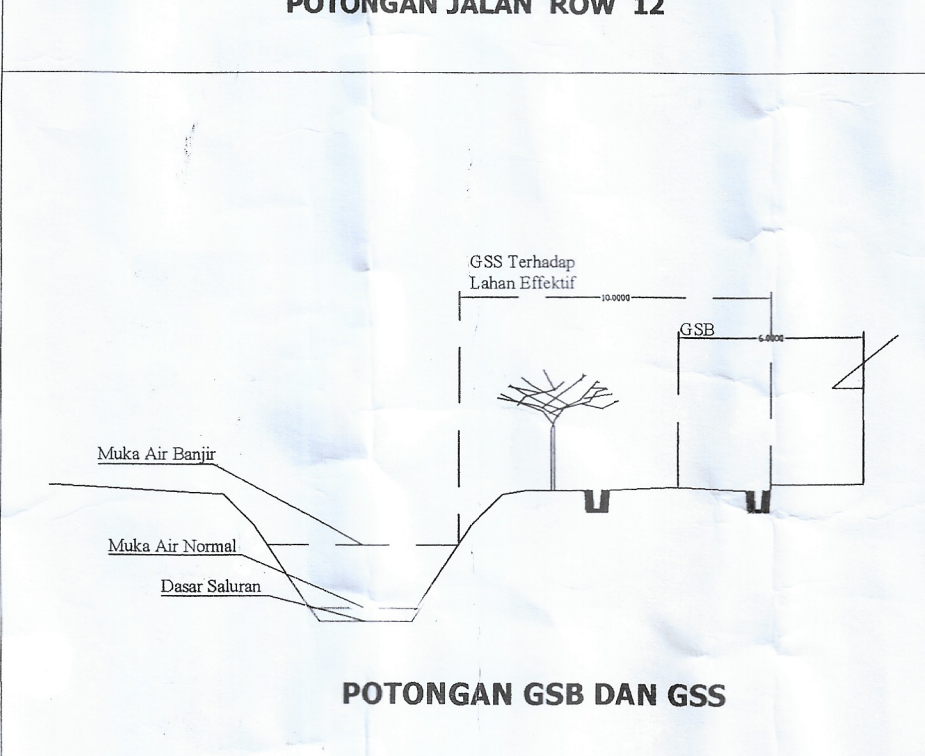 POTONGAN JALAN ROW 12
GSS Terhadap
Lahan Effektif
10.0000
GSB
6.0000
Muka Air Banjir
Muka Air Normal
Dasar Saluran
POTONGAN GSB DAN GSS